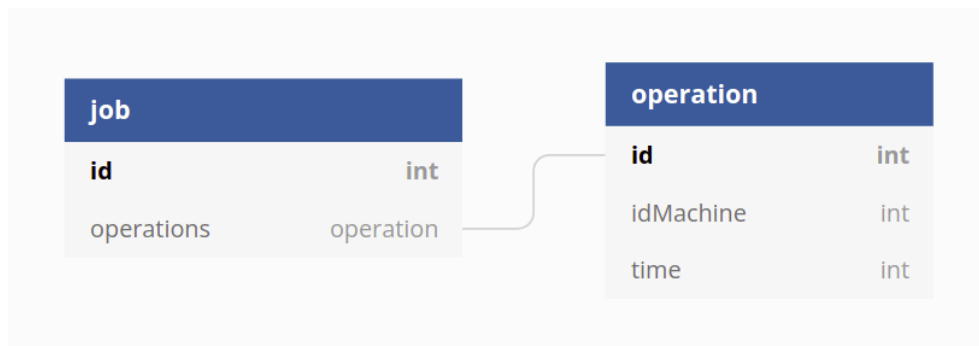 job
id int
operations operation
operation
id int
idMachine int
time int